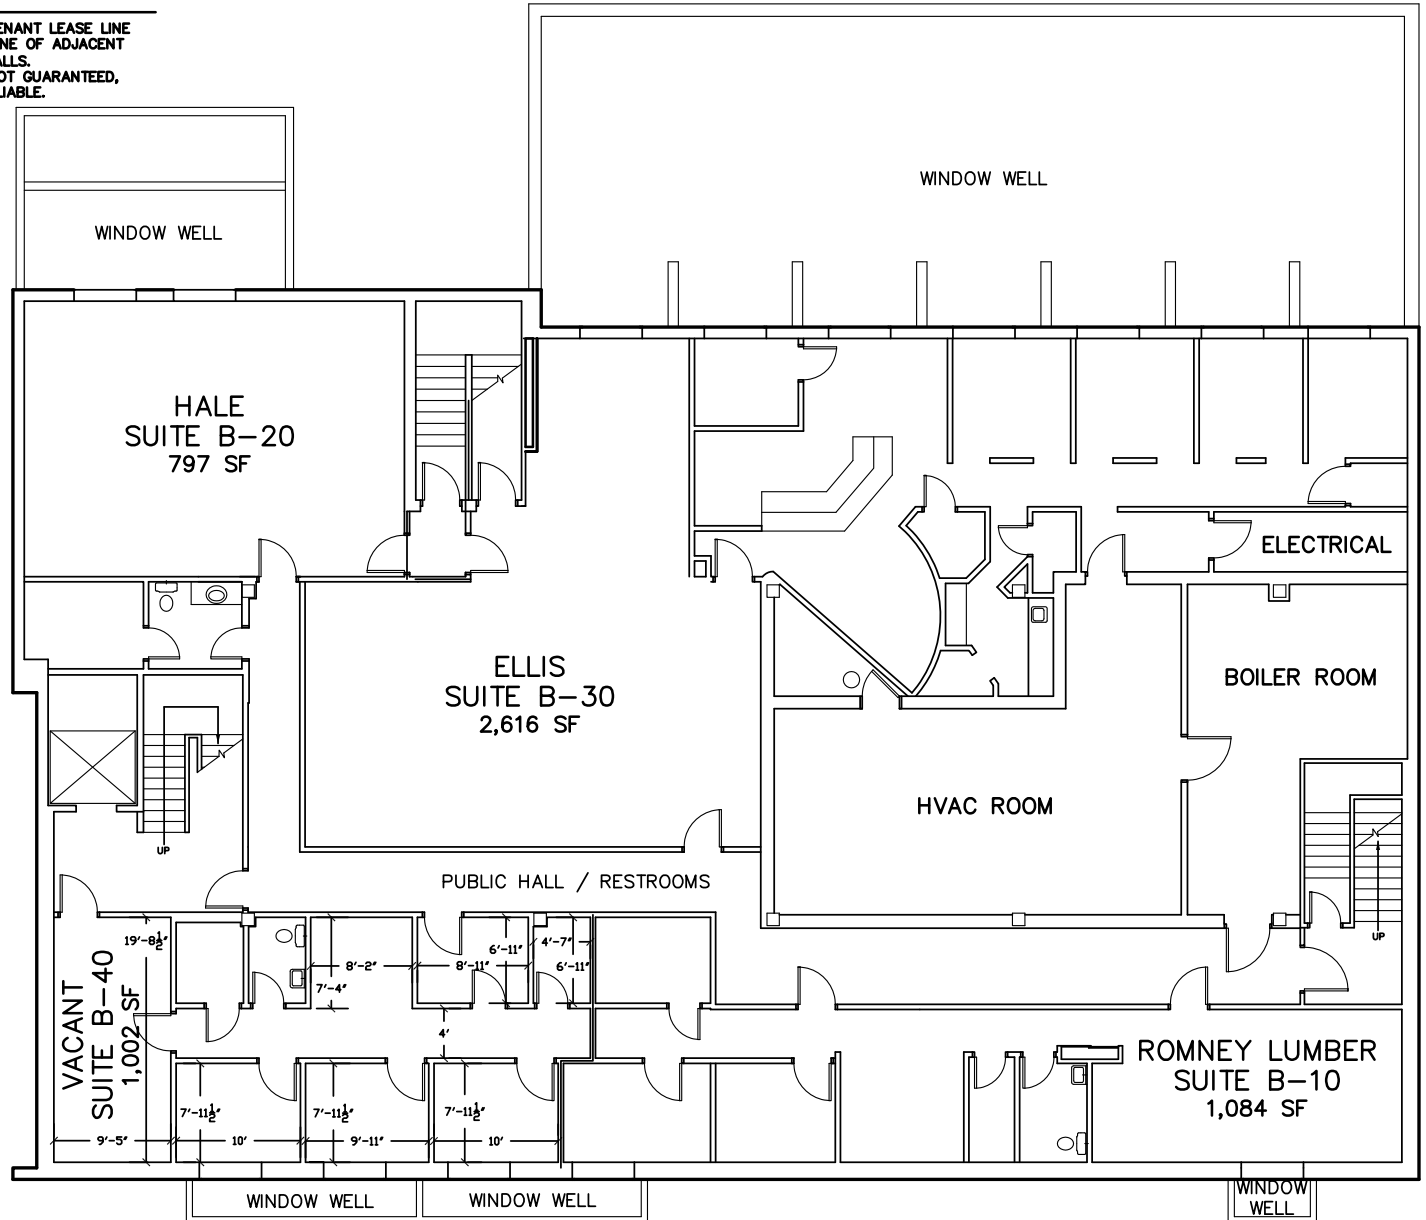 ENANT LEASE LINE
NE OF ADJACENT
ALLS.
OT GUARANTEED,
LIABLE.
WINDOW WELL
WINDOW WELL
HALE
SUITE B-20
797 SF
N
ELECTRICAL
ELLIS
SUITE B-30
2,616 SF
BOILER ROOM
N
HVAC ROOM
N
UP
PUBLIC HALL / RESTROOMS
UP
19'-8½"
6'-11"
4'-7"
8'-2"
8'-11"
6'-11"
7'-4"
4'
VACANT
SUITE B-40
1,002 SF
ROMNEY LUMBER
SUITE B-10
1,084 SF
7'-11½"
7'-11½"
7'-11½"
9'-5"
10'
9'-11"
10'
WINDOW WELL
WINDOW WELL
WINDOW
WELL